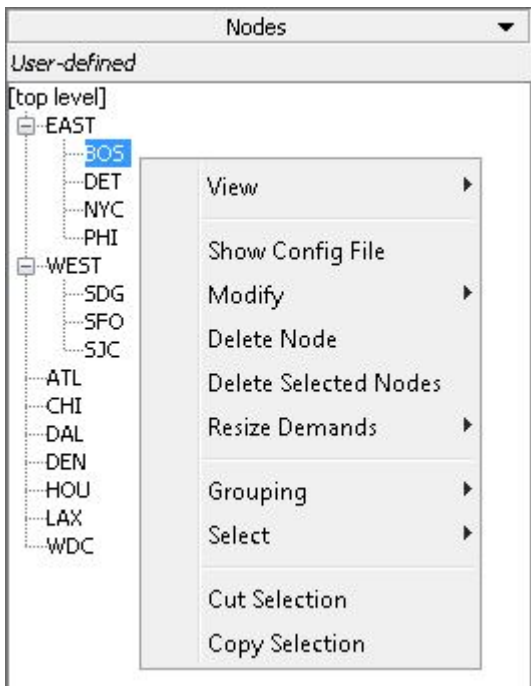 Nodes
User-defined
[top level]
EAST
BOS
DET
NYC
PHI
WEST
SDG
SFO
SJC
ATL
CHI
DAL
DEN
HOU
LAX
WDC
View
Show Config File
Modify
Delete Node
Delete Selected Nodes
Resize Demands
Grouping
Select
Cut Selection
Copy Selection